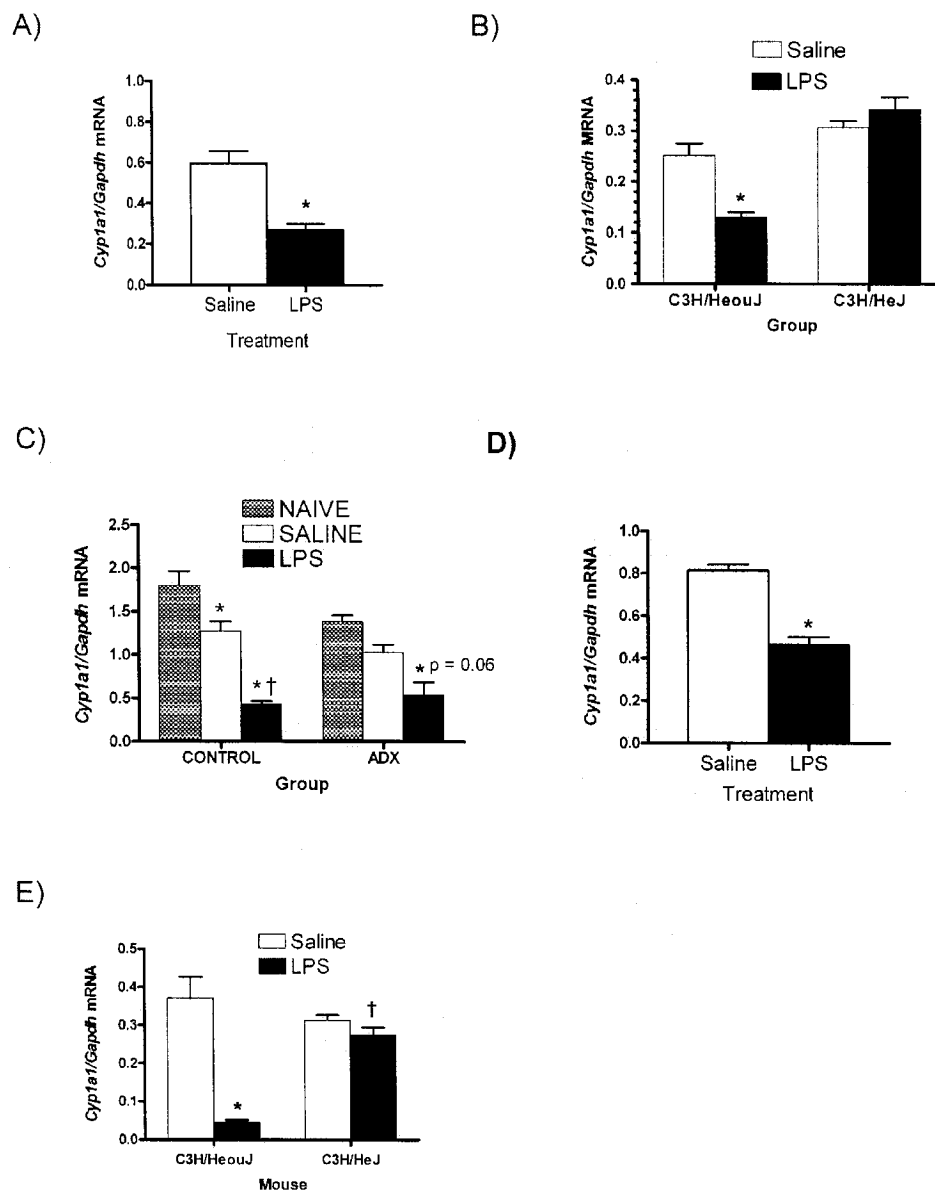 A)
1.0
0.8
0.6
0.4
0.2
0.0
Cyp1a1/Gapdh mRNA
*
Saline LPS
Treatment
B)
Saline
LPS
0.4
0.3
0.2
0.1
0.0
Cyp1a1/Gapdh MRNA
*
C3H/HeouJ C3H/HeJ
Group
C)
NAIVE
SALINE
LPS
2.5
2.0
1.5
1.0
0.5
0.0
Cyp1a1/Gapdh mRNA
*
* †
* p = 0.06
CONTROL ADX
Group
D)
1.0
0.8
0.6
0.4
0.2
0.0
Cyp1a1/Gapdh mRNA
*
Saline LPS
Treatment
E)
Saline
LPS
0.5
0.4
0.3
0.2
0.1
0.0
Cyp1a1/Gapdh mRNA
*
†
C3H/HeouJ C3H/HeJ
Mouse